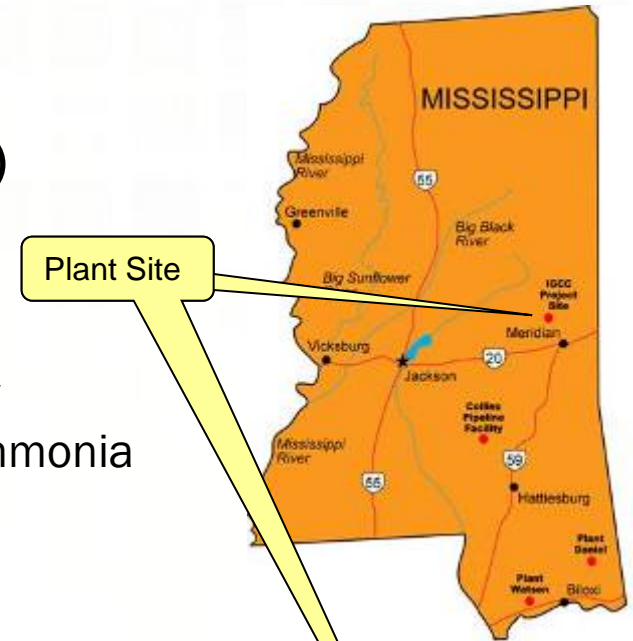 )
mmonia
Plant Site
MISSISSIPPI
Mississippi
River
55
Greenville
Big Black
River
Big Sunflower
IGCC
Project
Site
Meridian
Vicksburg
20
Jackson
Collins
Pipeline
Facility
Mississippi
River
59
55
Hattiesburg
Plant
Daniel
Plant
Watson
Biloxi